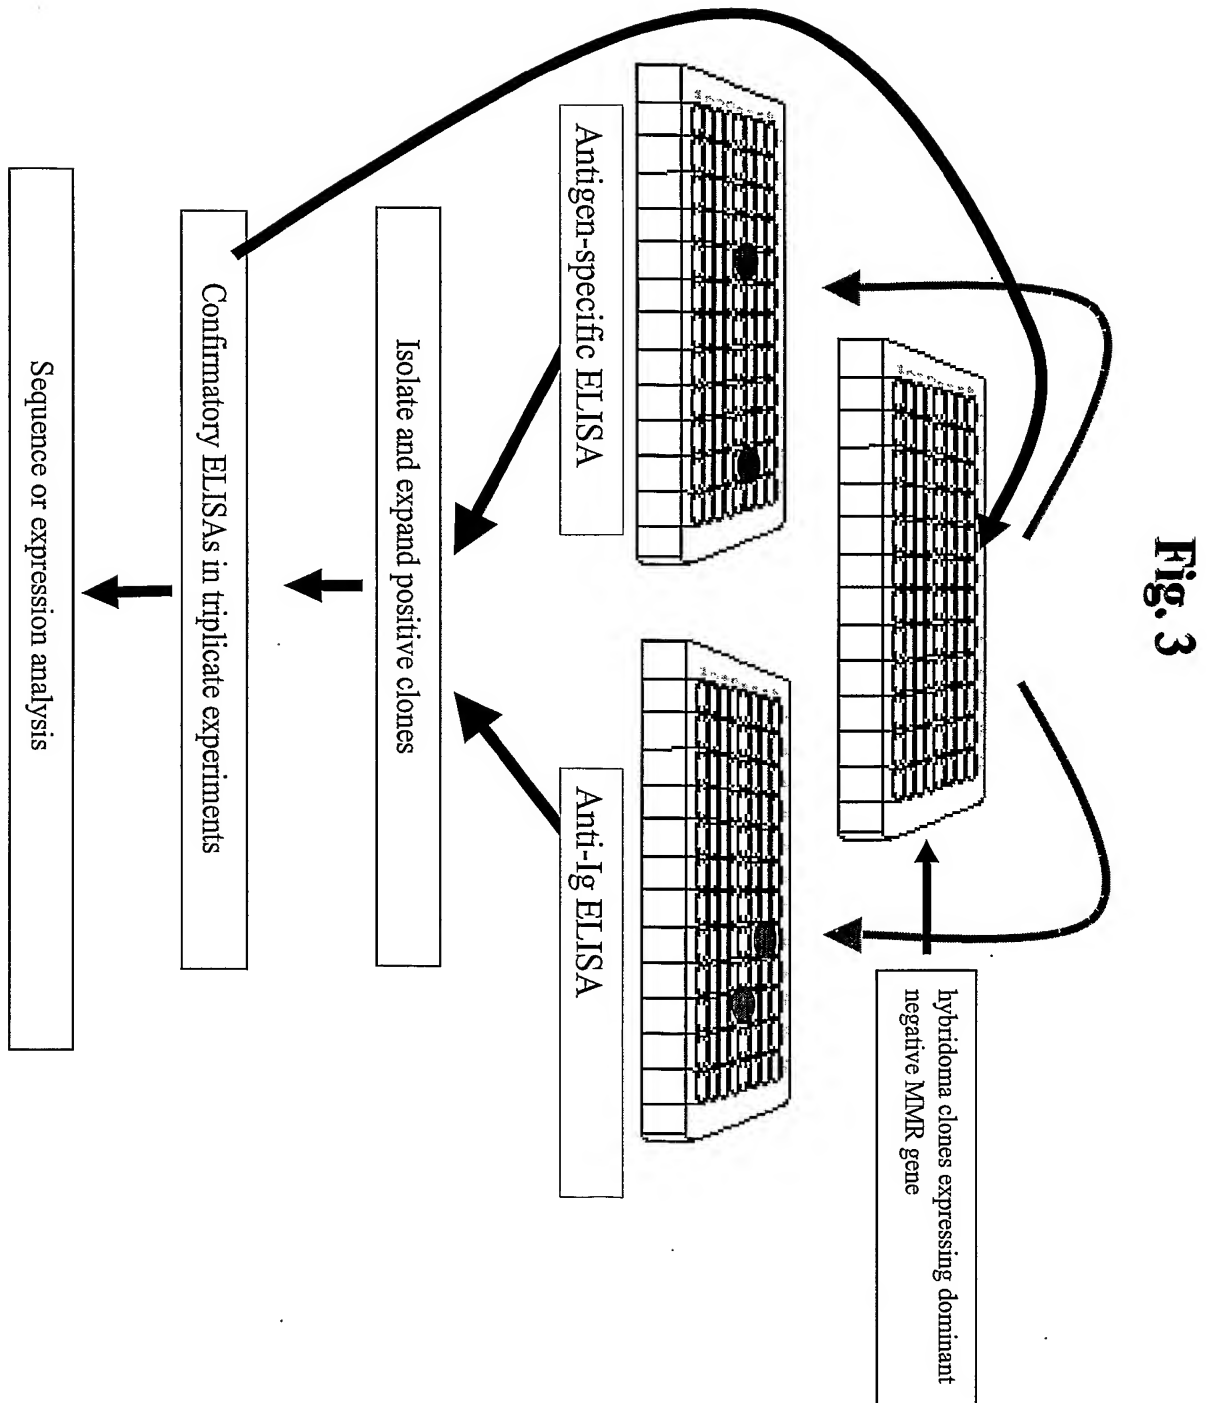 Fig. 3
hybridoma clones expressing dominant
negative MMR gene
Antigen-specific ELISA
Anti-Ig ELISA
Isolate and expand positive clones
Confirmatory ELISAs in triplicate experiments
Sequence or expression analysis